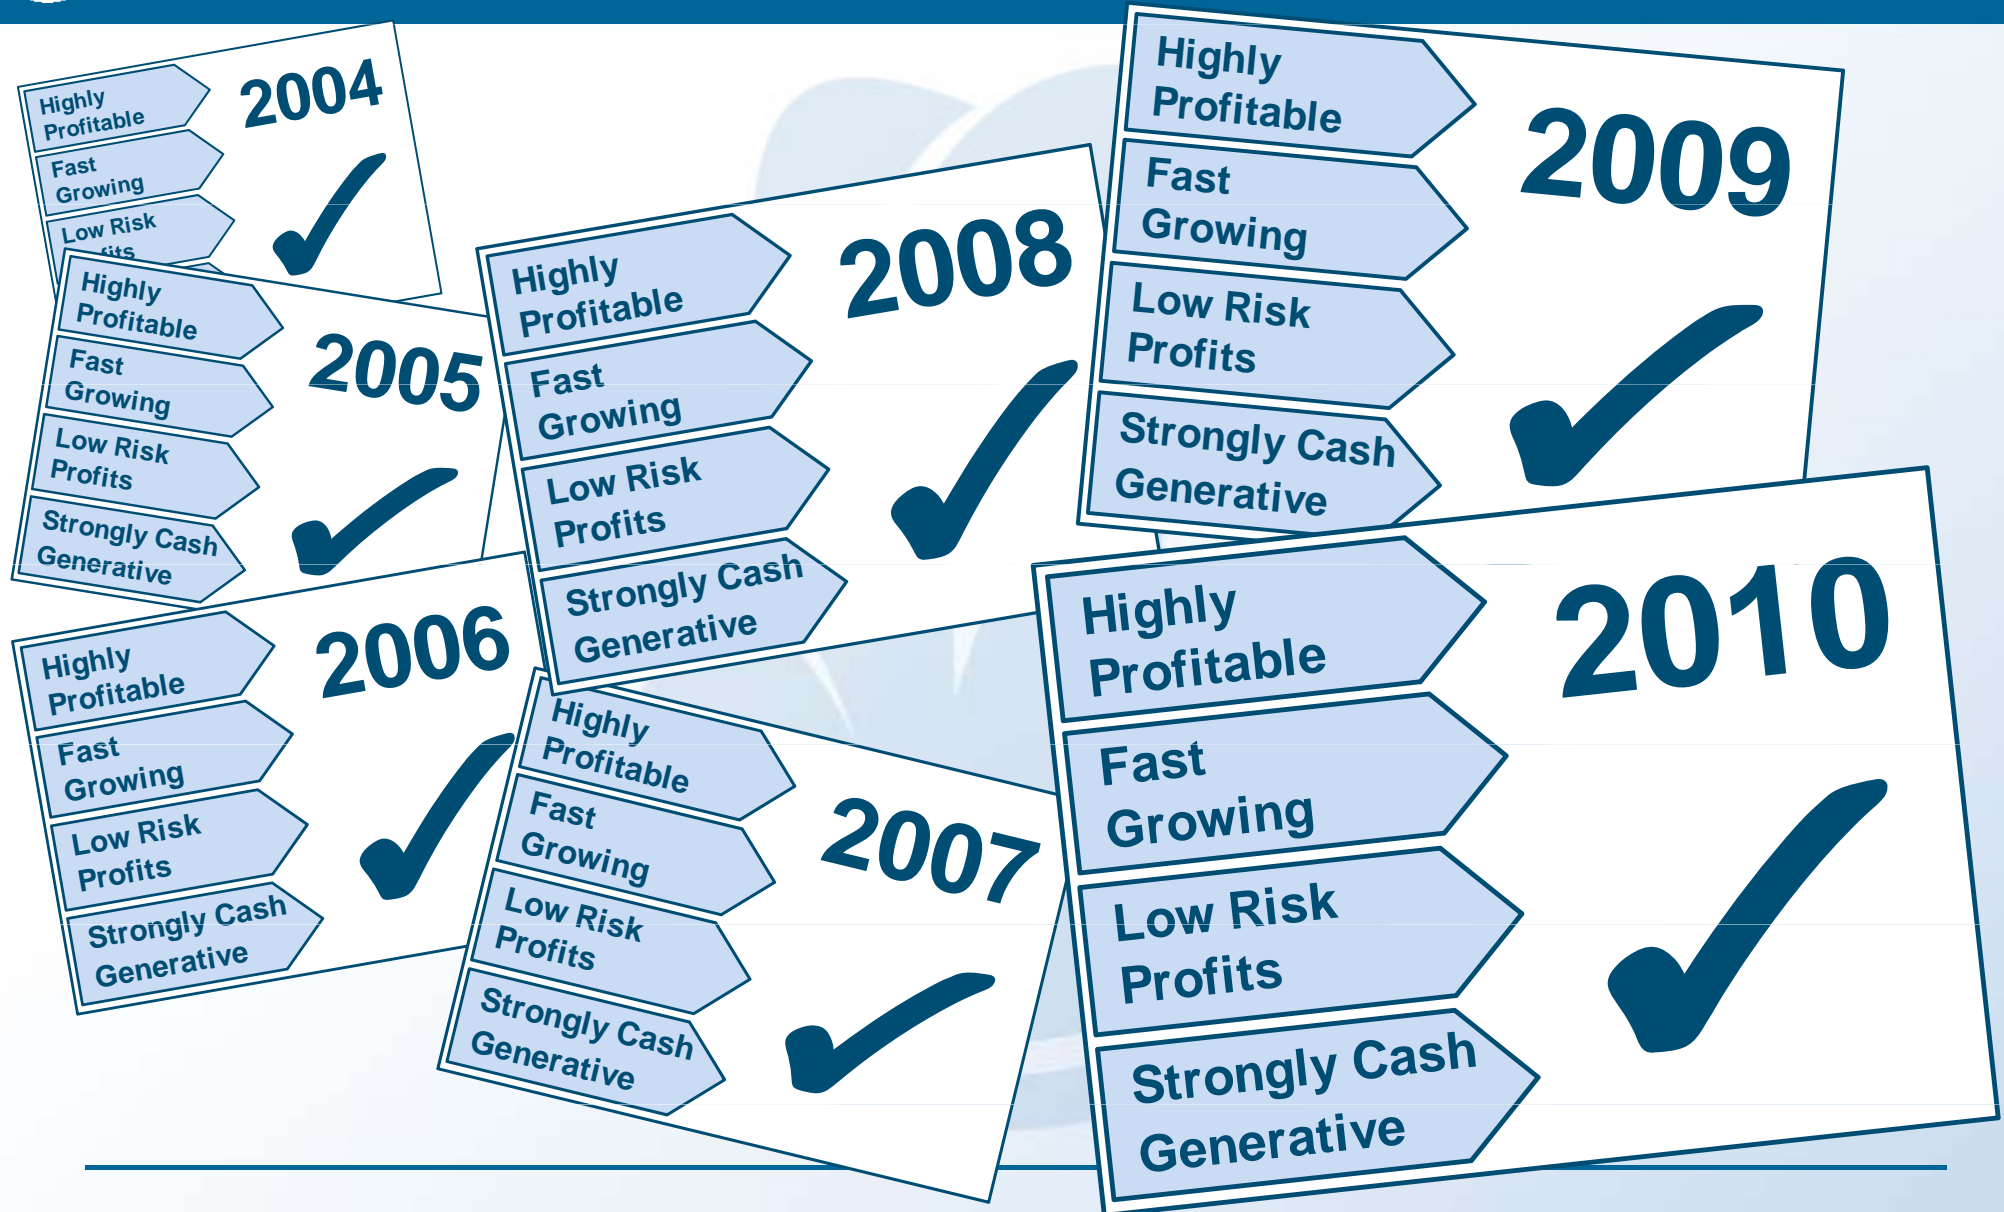 Highly
Profitable
Fast
Growing
Low Risk
2004
Highly
Profitable
Fast
Growing
Low Risk
Profits
Strongly Cash
Generative
2005
Highly
Profitable
Fast
Growing
Low Risk
Profits
Strongly Cash
Generative
2006
Highly
Profitable
Fast
Growing
Low Risk
Profits
Strongly Cash
Generative
2007
Highly
Profitable
Fast
Growing
Low Risk
Profits
Strongly Cash
Generative
2008
Highly
Profitable
Fast
Growing
Low Risk
Profits
Strongly Cash
Generative
2009
Highly
Profitable
Fast
Growing
Low Risk
Profits
Strongly Cash
Generative
2010